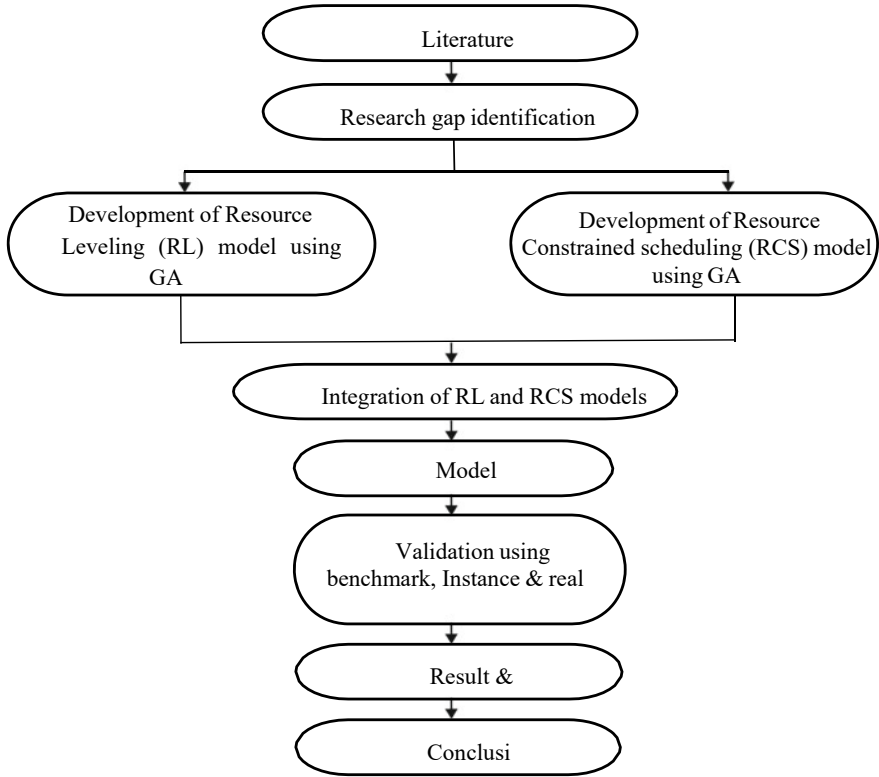 Literature
Research gap identification
Development of Resource
Leveling (RL) model using
GA
Development of Resource
Constrained scheduling (RCS) model
using GA
Integration of RL and RCS models
Model
Validation using
benchmark, Instance & real
Result &
Conclusi